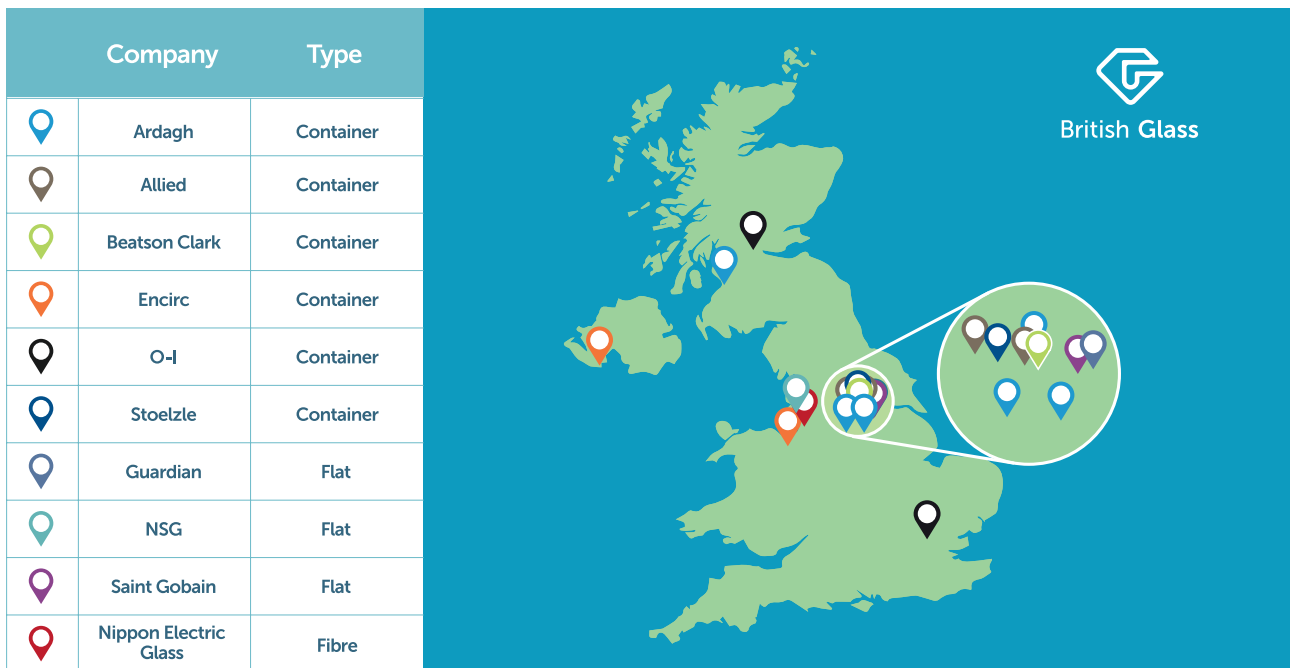 Company Type
Ardagh Container
Allied Container
Beatson Clark Container
Encirc Container
O-I Container
Stoelzle Container
Guardian Flat
NSG Flat
Saint Gobain Flat
Nippon Electric
Glass Fibre
British Glass